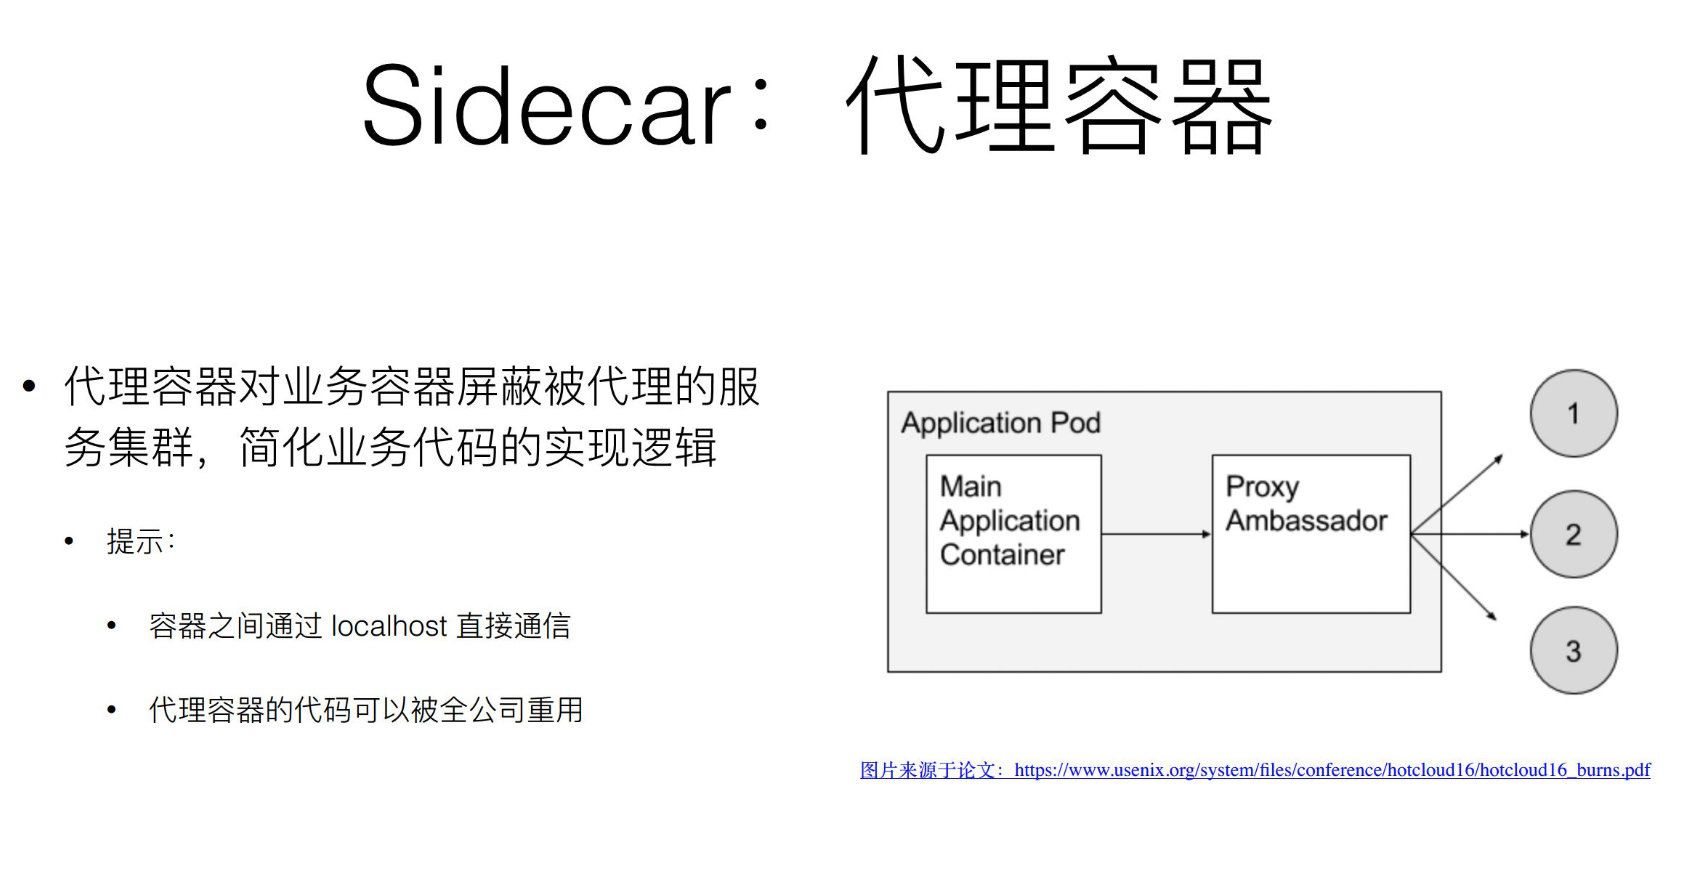 Sidecar：代理容器
• 代理容器对业务容器屏蔽被代理的服
务集群，简化业务代码的实现逻辑
• 提示：
• 容器之间通过 localhost 直接通信
• 代理容器的代码可以被全公司重用
Application Pod
Main
Application
Container
Proxy
Ambassador
1
2
3
图片来源于论文：https://www.usenix.org/system/files/conference/hotcloud16/hotcloud16_burns.pdf